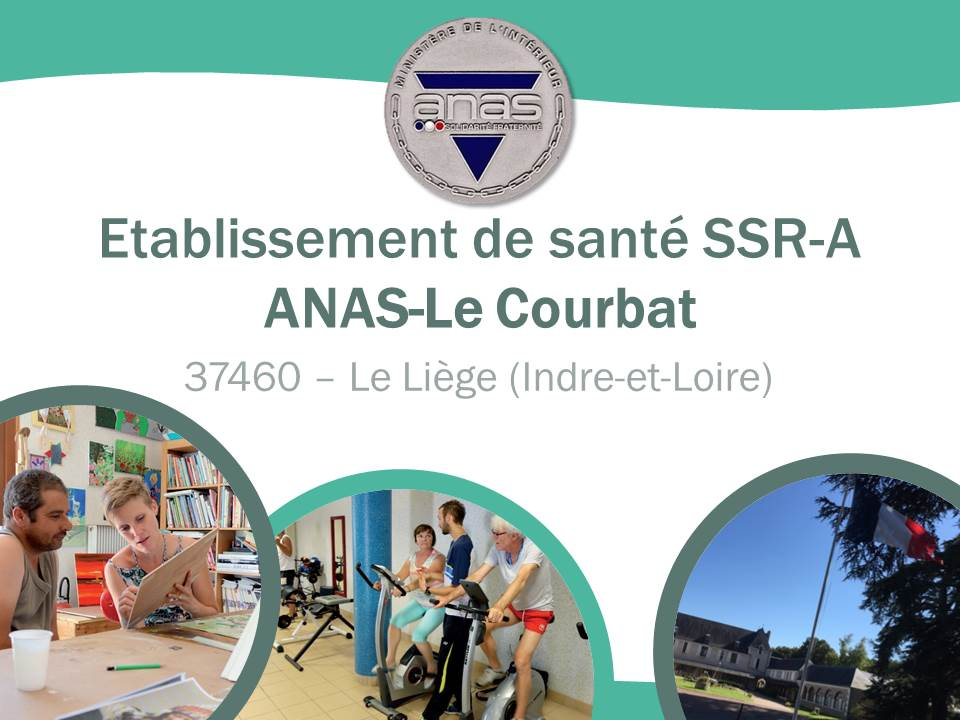 MINISTÈRE DE L'INTÉRIEUR
anas
SOLIDARITÉ FRATERNITÉ
Etablissement de santé SSR-A
ANAS-Le Courbat
37460 – Le Liège (Indre-et-Loire)